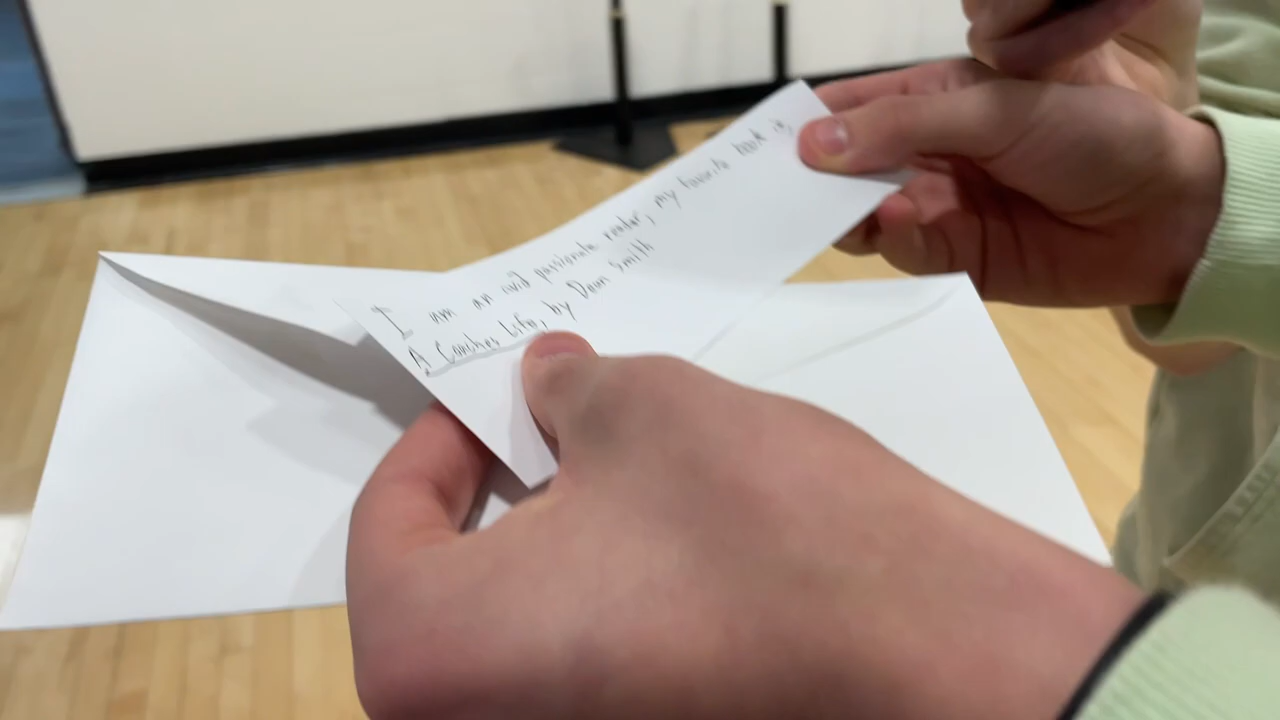 I am an avid passionate reader, my favorite book is,
A Coaches Life, by Dean Smith